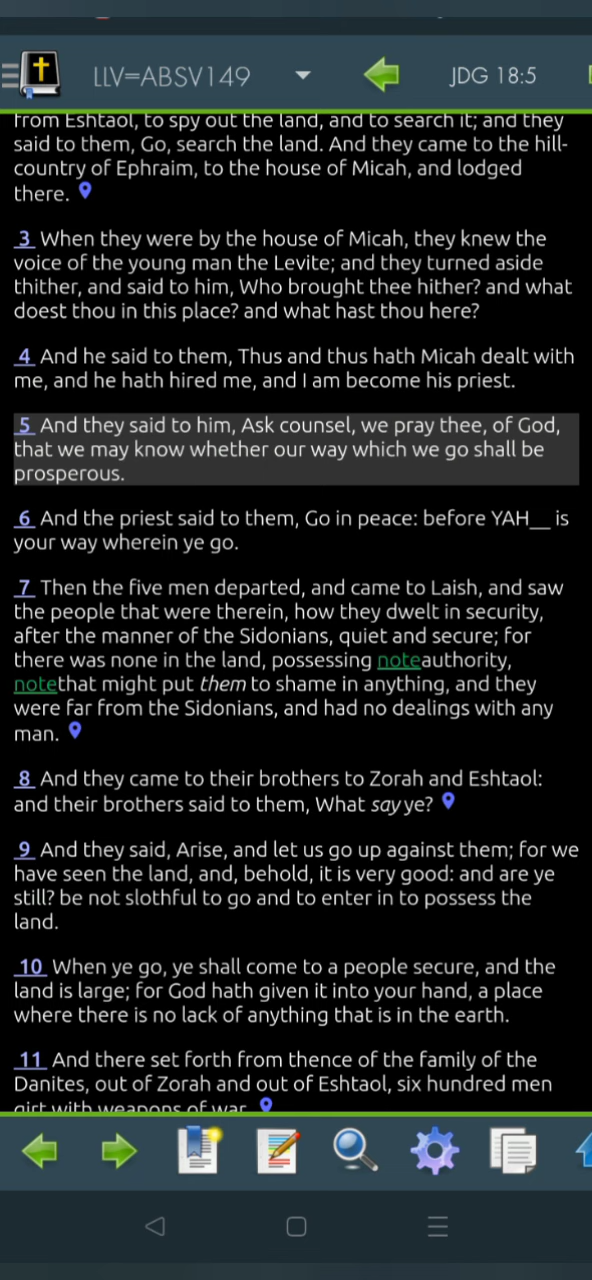 LLV=ABSV149
JDG 18:5
from Eshtaol, to spy out the land, and to search it; and they
said to them, Go, search the land. And they came to the hill-
country of Ephraim, to the house of Micah, and lodged
there.
3 When they were by the house of Micah, they knew the
voice of the young man the Levite; and they turned aside
thither, and said to him, Who brought thee hither? and what
doest thou in this place? and what hast thou here?
4 And he said to them, Thus and thus hath Micah dealt with
me, and he hath hired me, and I am become his priest.
5 And they said to him, Ask counsel, we pray thee, of God,
that we may know whether our way which we go shall be
prosperous.
6 And the priest said to them, Go in peace: before YAH__ is
your way wherein ye go.
7 Then the five men departed, and came to Laish, and saw
the people that were therein, how they dwelt in security,
after the manner of the Sidonians, quiet and secure; for
there was none in the land, possessing noteauthority,
notethat might put them to shame in anything, and they
were far from the Sidonians, and had no dealings with any
man.
8 And they came to their brothers to Zorah and Eshtaol:
and their brothers said to them, What say ye?
9 And they said, Arise, and let us go up against them; for we
have seen the land, and, behold, it is very good: and are ye
still? be not slothful to go and to enter in to possess the
land.
10 When ye go, ye shall come to a people secure, and the
land is large; for God hath given it into your hand, a place
where there is no lack of anything that is in the earth.
11 And there set forth from thence of the family of the
Danites, out of Zorah and out of Eshtaol, six hundred men
girt with weapons of war.